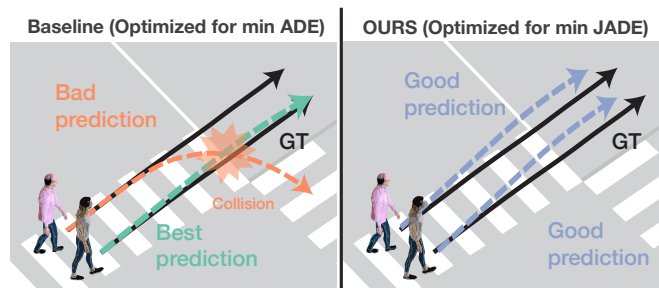 Baseline (Optimized for min ADE)
Bad
prediction
GT
Collision
Best
prediction
OURS (Optimized for min JADE)
Good
prediction
GT
Good
prediction